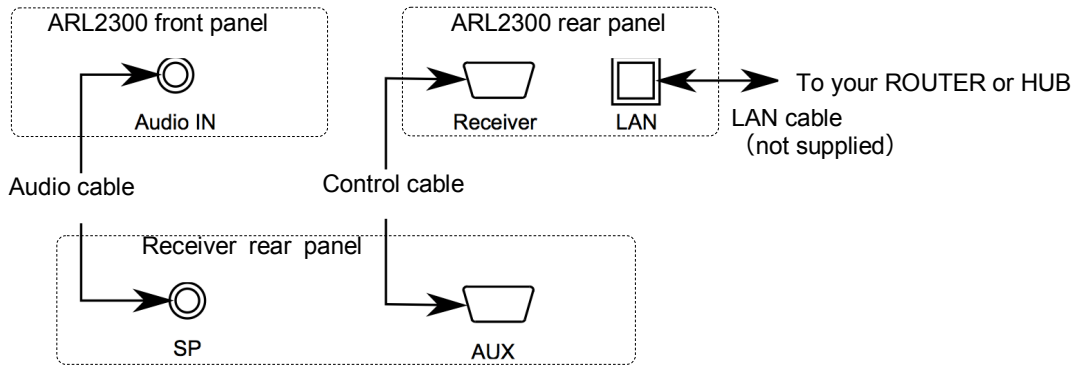 ARL2300 front panel
ARL2300 rear panel
To your ROUTER or HUB
Audio IN
Receiver
LAN
LAN cable
（not supplied）
Audio cable
Control cable
Receiver rear panel
SP
AUX